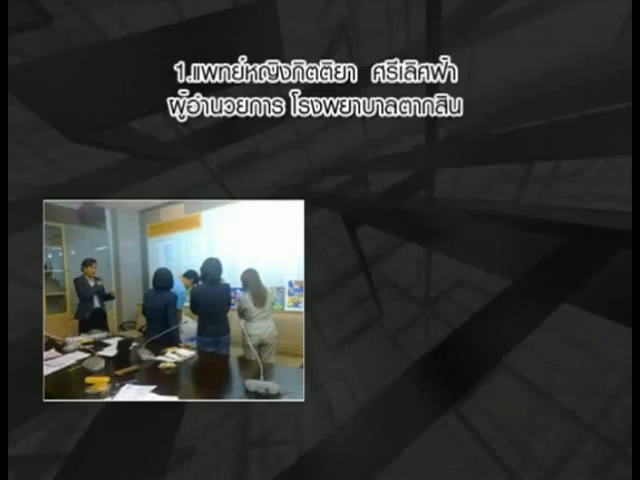 1.แพทย์หญิงกิตติยา ศรีเลิศฟ้า
ผู้อำนวยการ โรงพยาบาลตากสิน